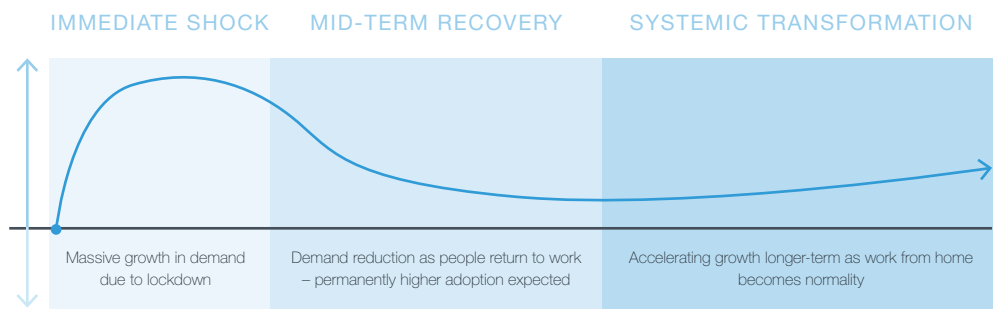 IMMEDIATE SHOCK
MID-TERM RECOVERY
SYSTEMIC TRANSFORMATION
Massive growth in demand
due to lockdown
Demand reduction as people return to work
– permanently higher adoption expected
Accelerating growth longer-term as work from home
becomes normality